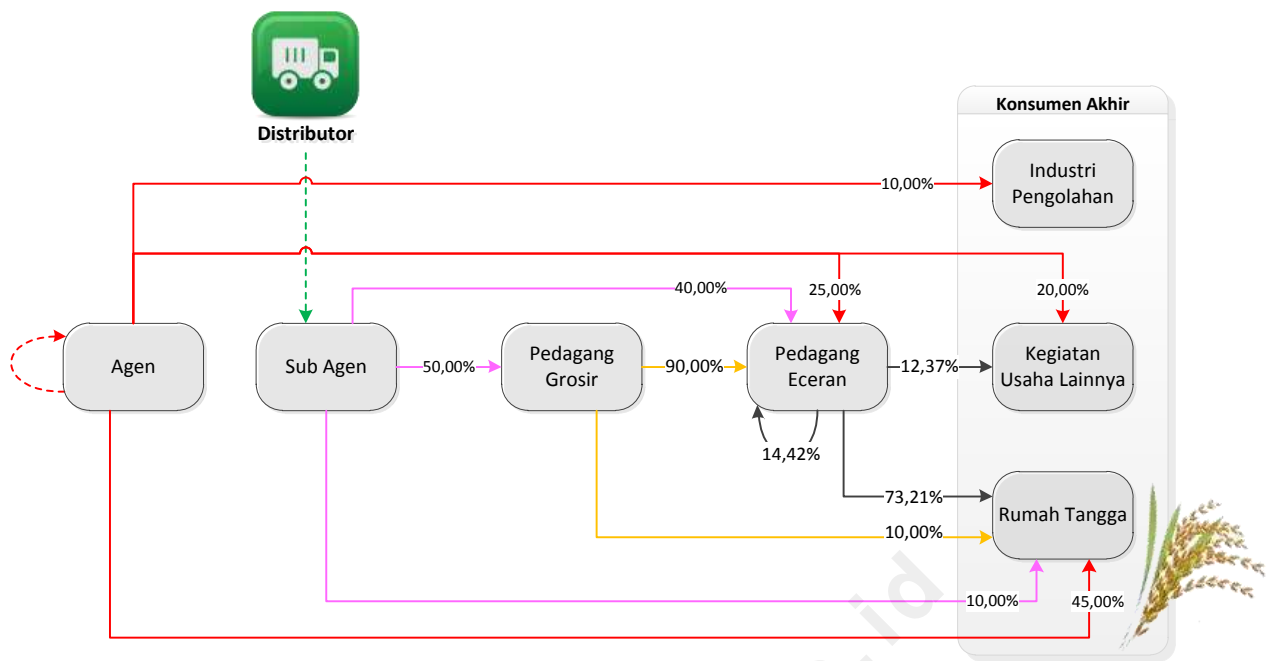 Distributor
Konsumen Akhir
Industri
Pengolahan
10,00%
40,00%
25,00%
20,00%
Agen
Sub Agen
50,00%
Pedagang
Grosir
90,00%
Pedagang
Eceran
12,37%
Kegiatan
Usaha Lainnya
14,42%
73,21%
Rumah Tangga
10,00%
10,00%
45,00%
.id